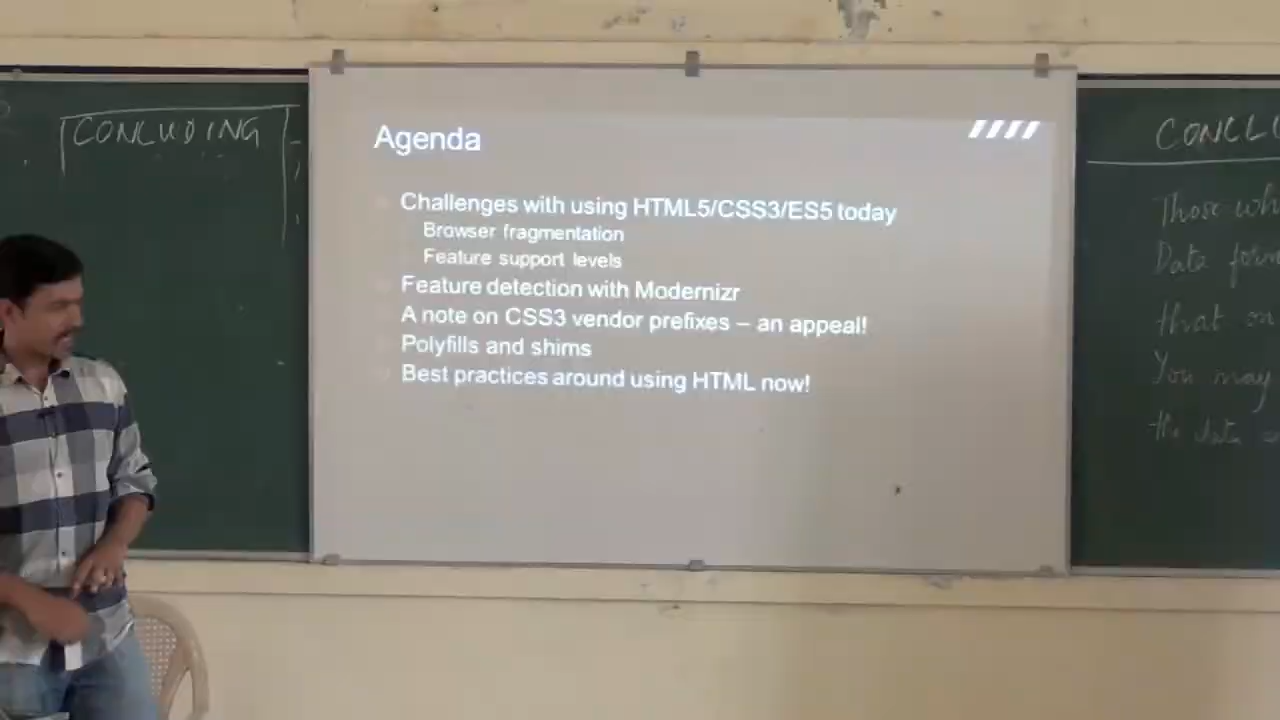 CONCLUDING
Agenda
Challenges with using HTML5/CSS3/ES5 today
Browser fragmentation
Feature support levels
Feature detection with Modernizr
A note on CSS3 vendor prefixes – an appeal!
Polyfills and shims
Best practices around using HTML now!
CONCL
Those wh
Data for
that on
You may
the data